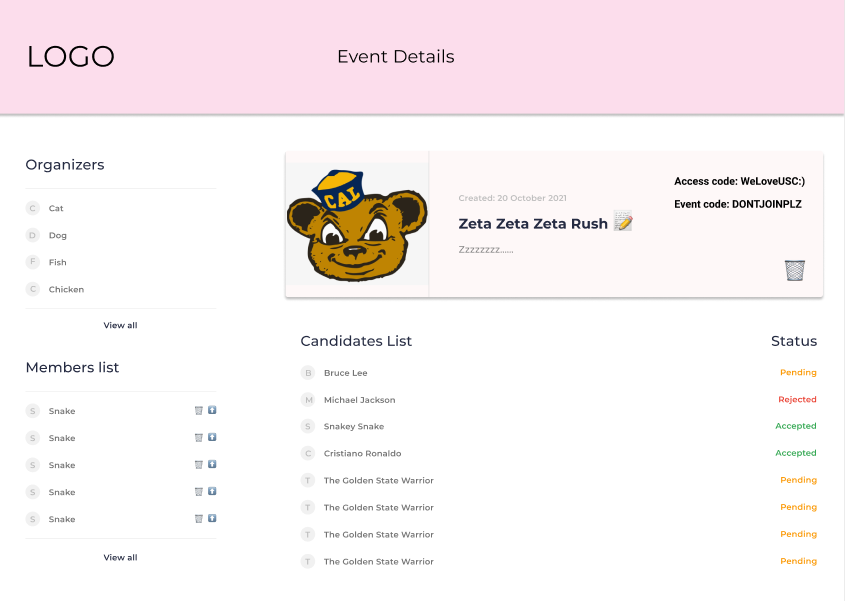 LOGO
Event Details
Organizers
C Cat
D Dog
F Fish
C Chicken
View all
Members list
S Snake
S Snake
S Snake
S Snake
S Snake
View all
CAL
Created: 20 October 2021
Zeta Zeta Zeta Rush
Zzzzzzzz......
Access code: WeLoveUSC:)
Event code: DONTJOINPLZ
Candidates List Status
B Bruce Lee Pending
M Michael Jackson Rejected
S Snakey Snake Accepted
C Cristiano Ronaldo Accepted
T The Golden State Warrior Pending
T The Golden State Warrior Pending
T The Golden State Warrior Pending
T The Golden State Warrior Pending